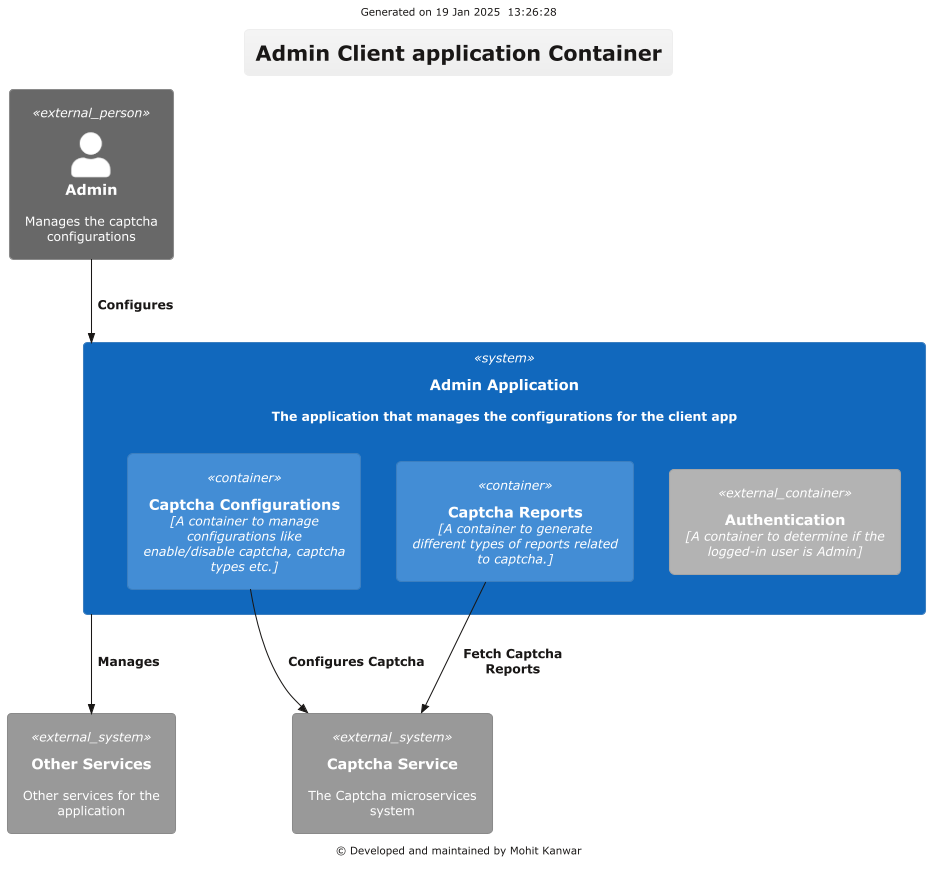 Generated on 19 Jan 2025  13:26:28
Admin Client application Container
«external_person»
Admin
Manages the captcha
configurations
Configures
«system»
Admin Application
The application that manages the configurations for the client app
«container»
Captcha Configurations
[A container to manage
configurations like
enable/disable captcha, captcha
types etc.]
«container»
Captcha Reports
[A container to generate
different types of reports related
to captcha.]
«external_container»
Authentication
[A container to determine if the
logged-in user is Admin]
Manages
Configures Captcha
Fetch Captcha
Reports
«external_system»
Other Services
Other services for the
application
«external_system»
Captcha Service
The Captcha microservices
system
© Developed and maintained by Mohit Kanwar